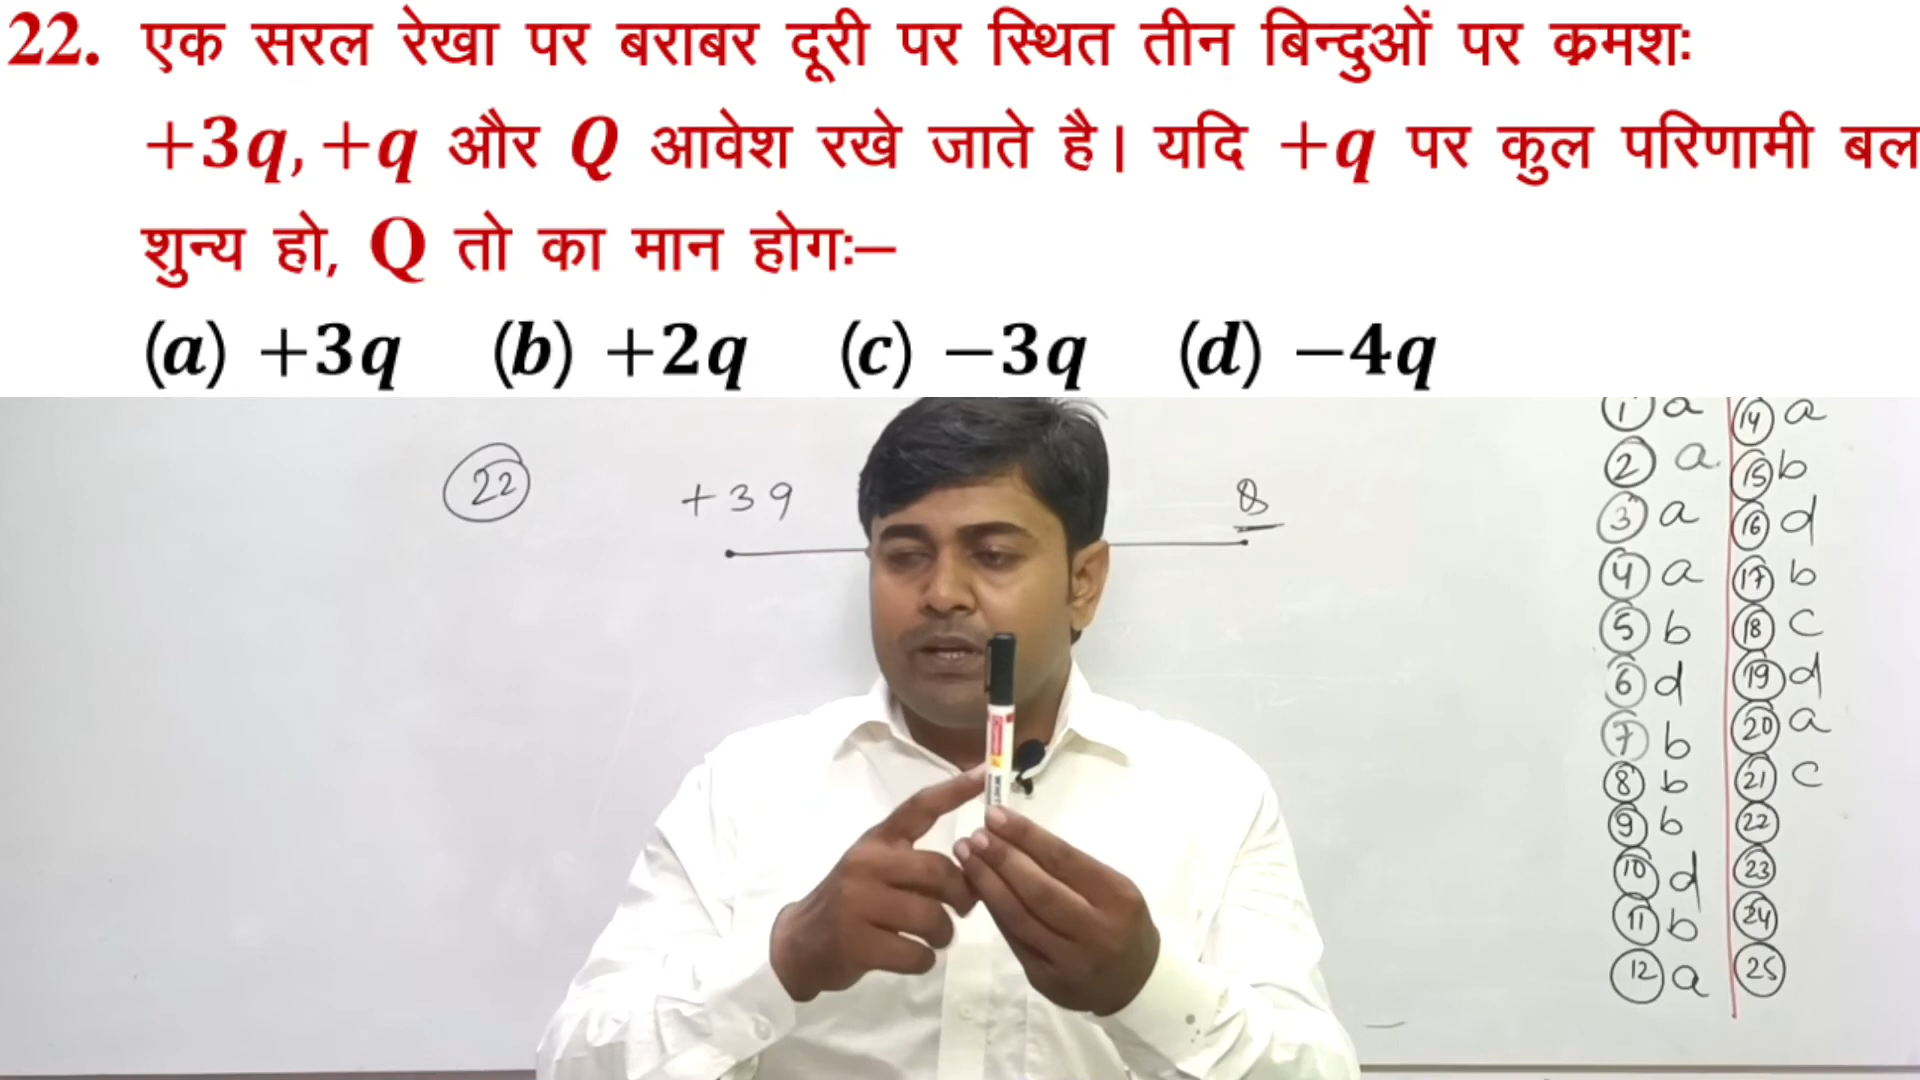 22. एक सरल रेखा पर बराबर दूरी पर स्थित तीन बिन्दुओं पर क्रमशः
+3q, +q और Q आवेश रखे जाते है। यदि +q पर कुल परिणामी बल
शुन्य हो, Q तो का मान होगः–
(a) +3q (b) +2q (c) −3q (d) −4q
22 +3q Q
1 a 14 a
2 a. 15 b
3 a 16 d
4 a 17 b
5 b 18 c
6 d 19 d
7 b 20 a
8 b 21 c
9 b 22
10 d 23
11 b 24
12 a 25